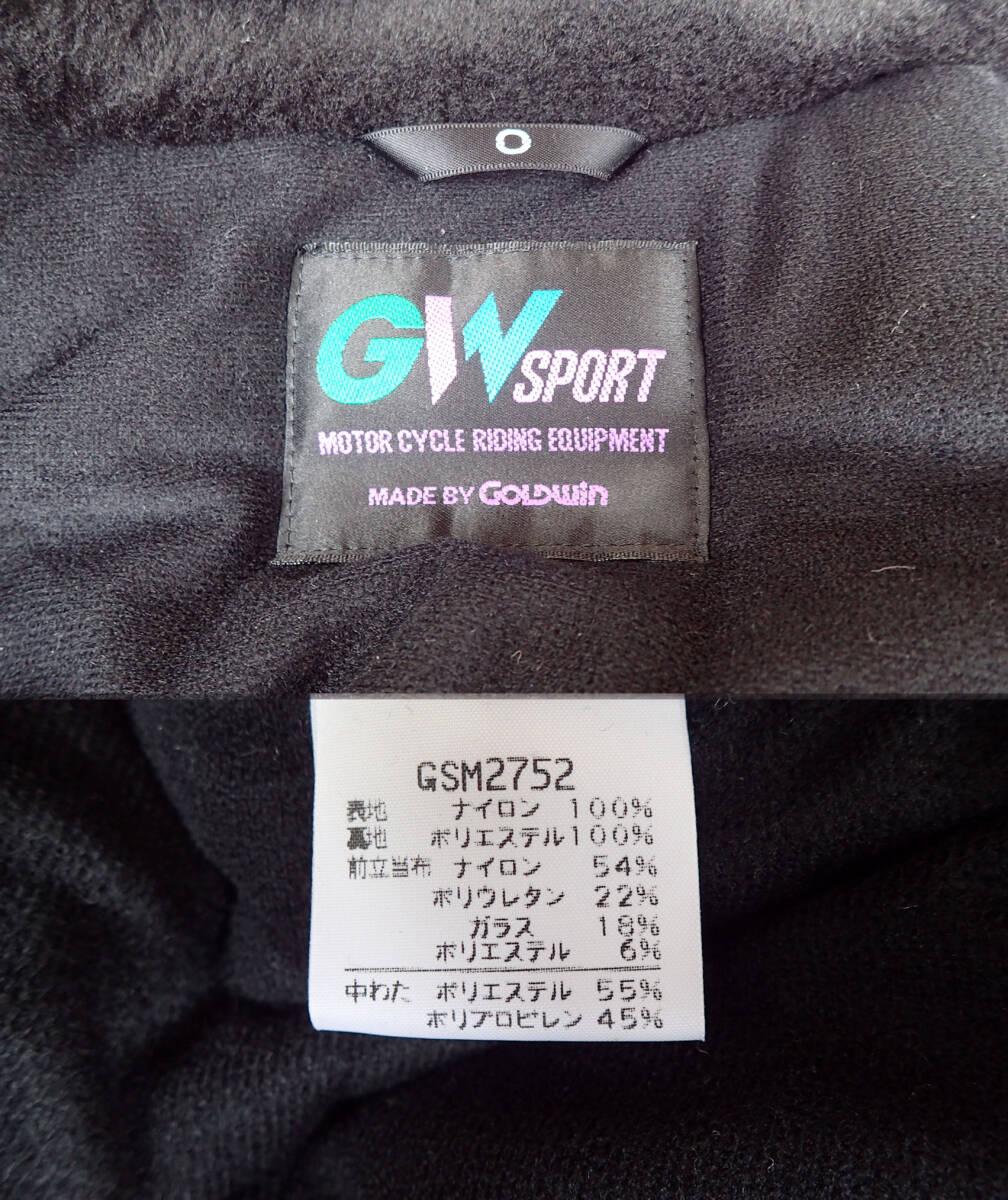 O
GW SPORT
MOTOR CYCLE RIDING EQUIPMENT
MADE BY GOLDWIN
GSM2752
表地 ナイロン 100%
裏地 ポリエステル 100%
前立当布 ナイロン 54%
ポリウレタン 22%
ガラス 18%
ポリエステル 6%
中わた ポリエステル 55%
ポリプロピレン 45%